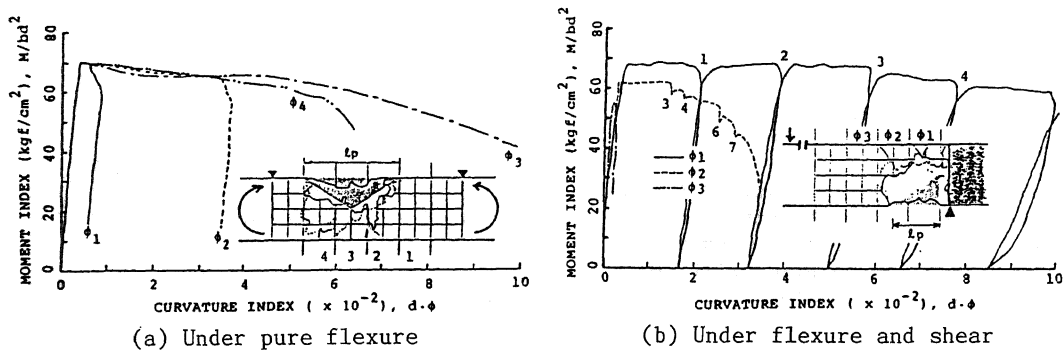 MOMENT INDEX (kgf/cm²), M/bd²
80
60
40
20
0
0
2
4
6
8
10
CURVATURE INDEX ( × 10⁻²), d·φ
φ1
φ2
φ3
φ4
ℓp
4 3 2 1
(a) Under pure flexure
MOMENT INDEX (kgf/cm²), M/bd²
80
60
40
20
0
0
2
4
6
8
10
CURVATURE INDEX ( × 10⁻²), d·φ
1
2
3
4
3
4
6
7
φ1
φ2
φ3
φ3 φ2 φ1
ℓp
(b) Under flexure and shear